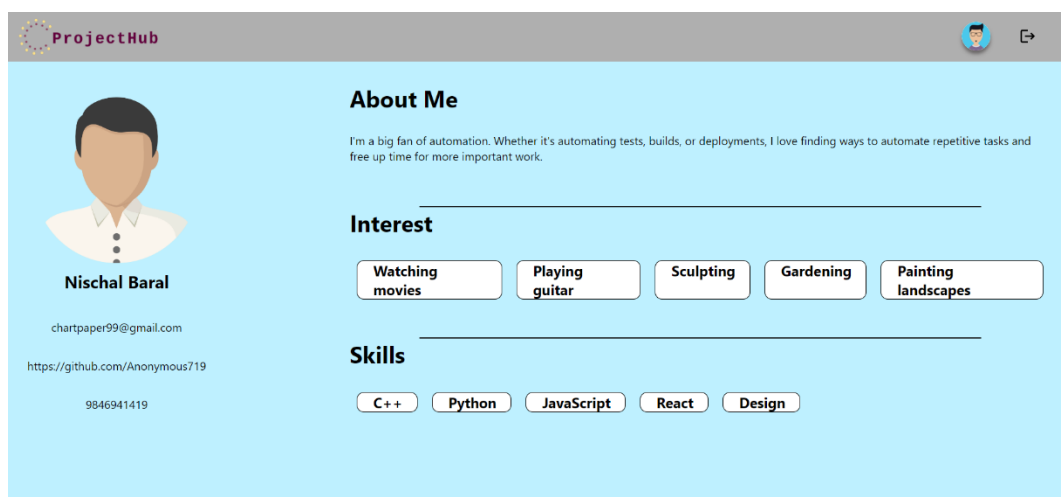 ProjectHub
Nischal Baral
chartpaper99@gmail.com
https://github.com/Anonymous719
9846941419
About Me
I'm a big fan of automation. Whether it's automating tests, builds, or deployments, I love finding ways to automate repetitive tasks and
free up time for more important work.
Interest
Watching
movies
Playing
guitar
Sculpting
Gardening
Painting
landscapes
Skills
C++
Python
JavaScript
React
Design